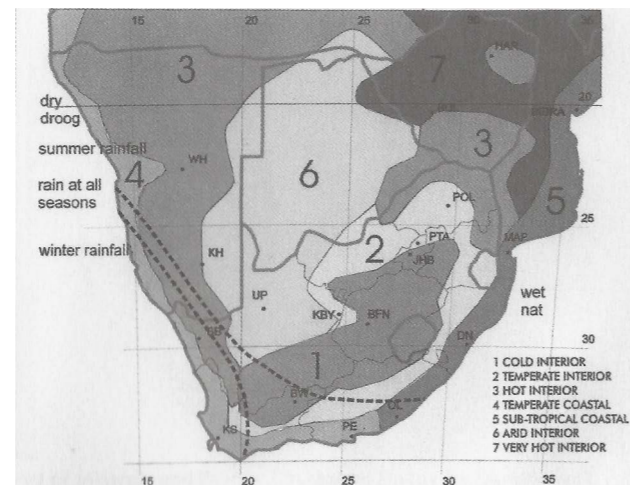 15 20 25 30 35
3 7 HAR
dry
droog
20
BUL BEIRA
summer rainfall
WH 3
4 6
rain at all
seasons
5
POL
25
winter rainfall
KH 2 PTA MAP
JHB
UP
wet
nat
KBY BFN
SB
DN
30
1
1 COLD INTERIOR
2 TEMPERATE INTERIOR
3 HOT INTERIOR
4 TEMPERATE COASTAL
5 SUB-TROPICAL COASTAL
6 ARID INTERIOR
7 VERY HOT INTERIOR
BW
KS PE
15 20 25 30 35